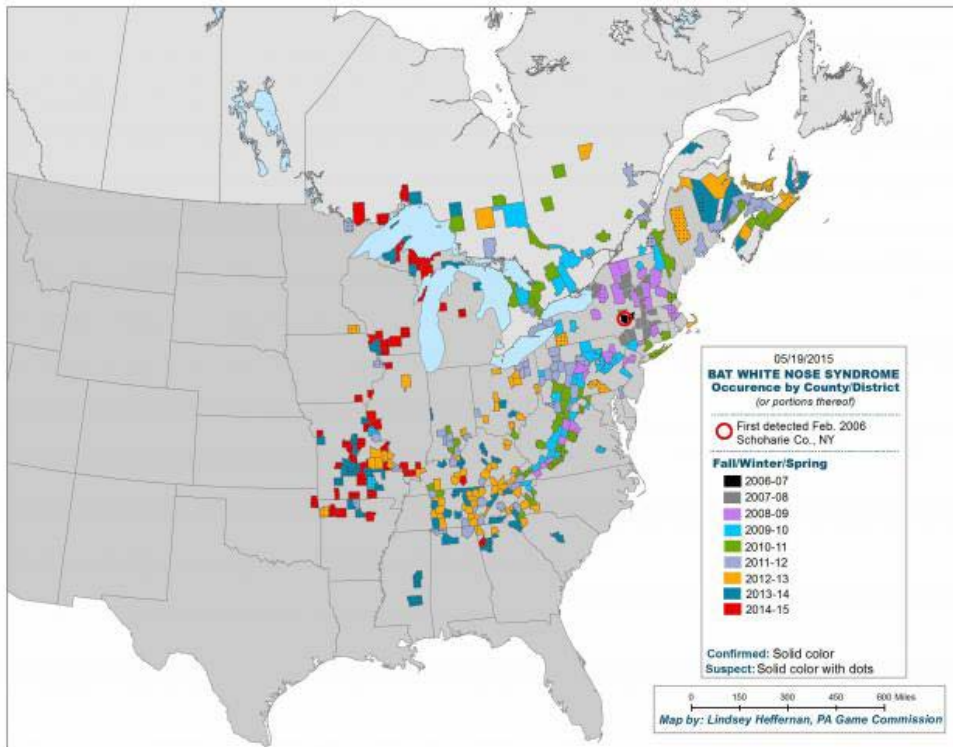 05/19/2015
BAT WHITE NOSE SYNDROME
Occurence by County/District
(or portions thereof)
First detected Feb. 2006
Schoharie Co., NY
Fall/Winter/Spring
2006-07
2007-08
2008-09
2009-10
2010-11
2011-12
2012-13
2013-14
2014-15
Confirmed: Solid color
Suspect: Solid color with dots
0 150 300 450 600 Miles
Map by: Lindsey Heffernan, PA Game Commission